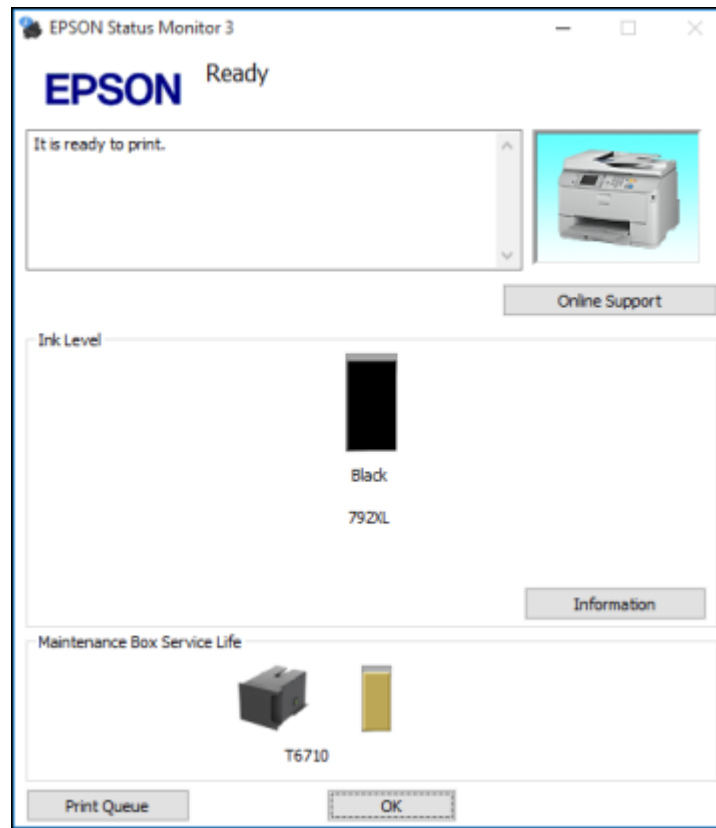 EPSON Status Monitor 3
EPSON
Ready
It is ready to print.
Online Support
Ink Level
Black
792XL
Information
Maintenance Box Service Life
T6710
Print Queue
OK